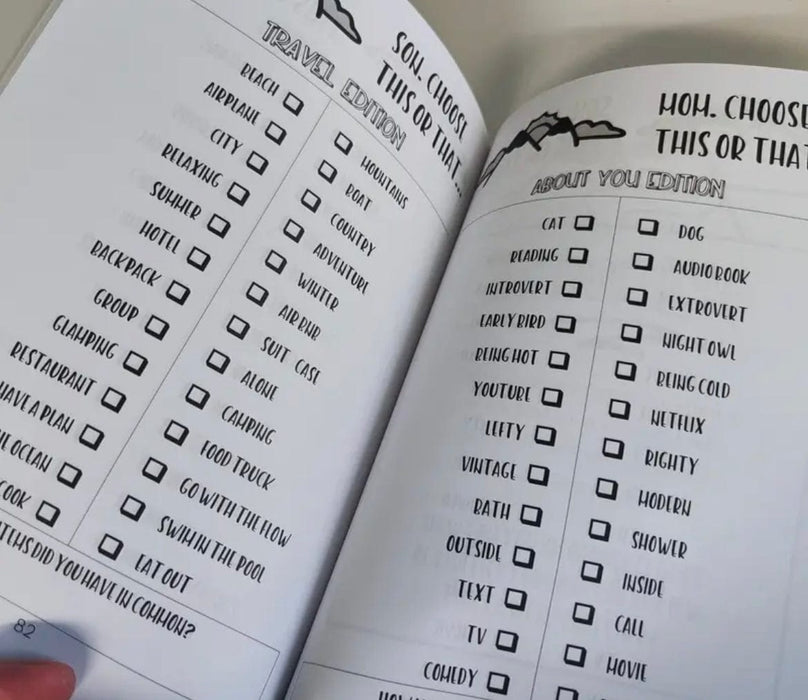 SON, CHOOSE
THIS OR THAT...
TRAVEL EDITION
BEACH MOUNTAINS
AIRPLANE BOAT
CITY COUNTRY
RELAXING ADVENTURE
SUMMER WINTER
HOTEL AIR BNB
BACKPACK SUIT CASE
GROUP ALONE
GLAMPING CAMPING
RESTAURANT FOOD TRUCK
HAVE A PLAN GO WITH THE FLOW
OCEAN SWIM IN THE POOL
COOK EAT OUT
DID YOU HAVE IN COMMON?
82
MOM, CHOOSE
THIS OR THAT
ABOUT YOU EDITION
CAT DOG
READING AUDIO BOOK
INTROVERT EXTROVERT
EARLY BIRD NIGHT OWL
BEING HOT BEING COLD
YOUTUBE NETFLIX
LEFTY RIGHTY
VINTAGE MODERN
BATH SHOWER
OUTSIDE INSIDE
TEXT CALL
TV MOVIE
COMEDY